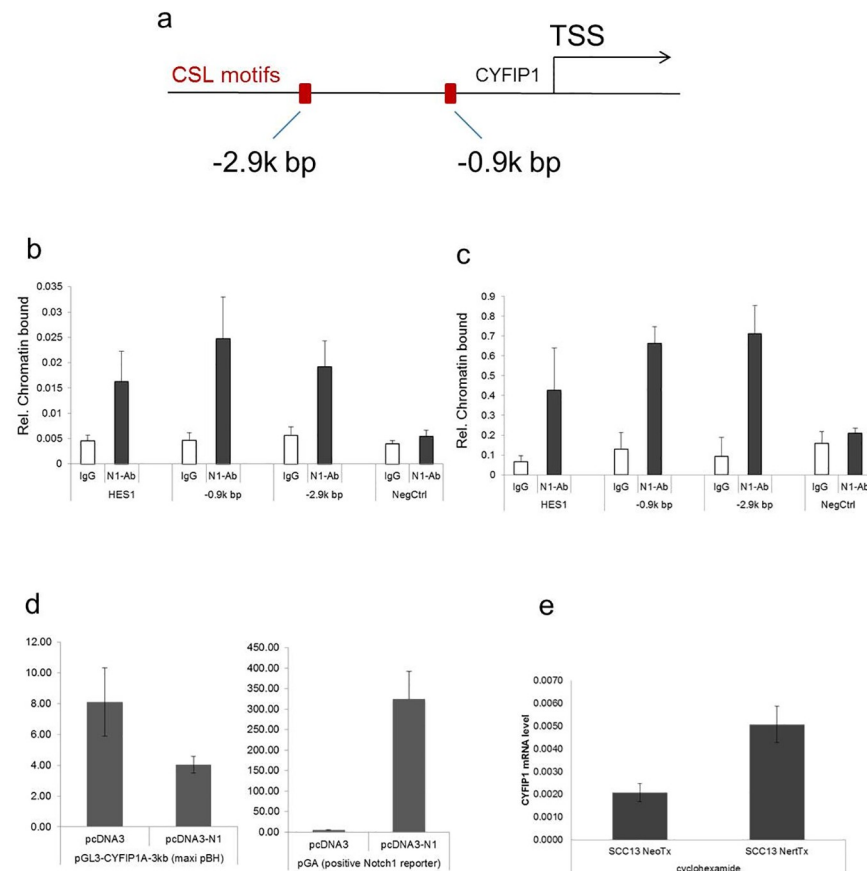 a
TSS
CSL motifs
CYFIP1
-2.9k bp
-0.9k bp
b
Rel. Chromatin bound
0.035
0.03
0.025
0.02
0.015
0.01
0.005
0
IgG N1-Ab IgG N1-Ab IgG N1-Ab IgG N1-Ab
HES1 -0.9k bp -2.9k bp NegCtrl
c
Rel. Chromatin bound
0.9
0.8
0.7
0.6
0.5
0.4
0.3
0.2
0.1
0
IgG N1-Ab IgG N1-Ab IgG N1-Ab IgG N1-Ab
HES1 -0.9k bp -2.9k bp NegCtrl
d
12.00
10.00
8.00
6.00
4.00
2.00
0.00
pcDNA3 pcDNA3-N1
pGL3-CYFIP1A-3kb (maxi pBH)
450.00
400.00
350.00
300.00
250.00
200.00
150.00
100.00
50.00
0.00
pcDNA3 pcDNA3-N1
pGA (positive Notch1 reporter)
e
CYFIP1 mRNA level
0.0070
0.0060
0.0050
0.0040
0.0030
0.0020
0.0010
0.0000
SCC13 NeoTx SCC13 NertTx
cyclohexamide